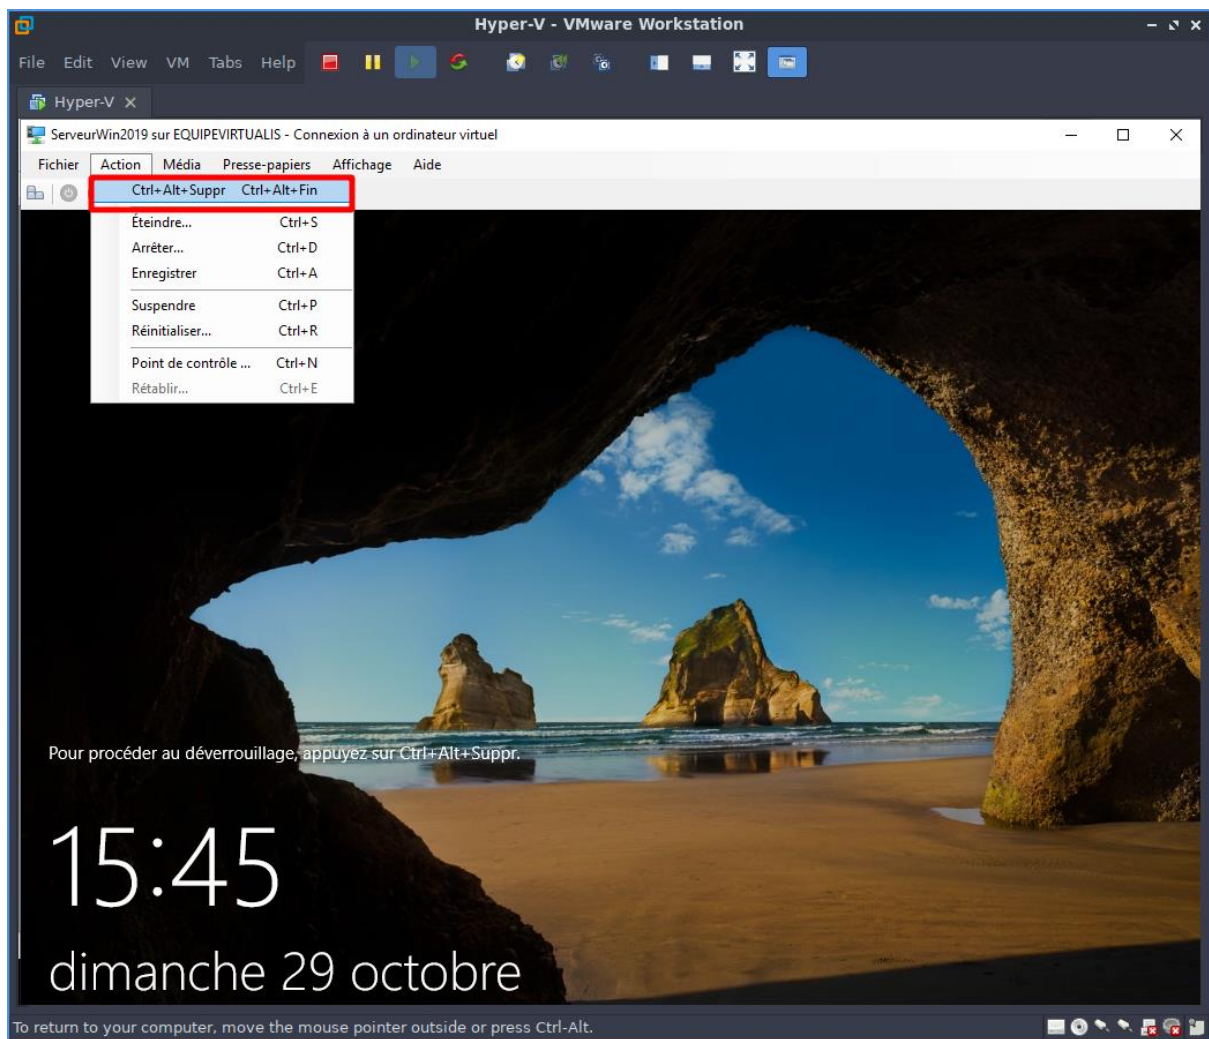 Hyper-V - VMware Workstation
File Edit View VM Tabs Help
Hyper-V
ServeurWin2019 sur EQUIPEVIRTUALIS - Connexion à un ordinateur virtuel
Fichier Action Média Presse-papiers Affichage Aide
Ctrl+Alt+Suppr Ctrl+Alt+Fin
Éteindre... Ctrl+S
Arrêter... Ctrl+D
Enregistrer Ctrl+A
Suspendre Ctrl+P
Réinitialiser... Ctrl+R
Point de contrôle ... Ctrl+N
Rétablir... Ctrl+E
Pour procéder au déverrouillage, appuyez sur Ctrl+Alt+Suppr.
15:45
dimanche 29 octobre
To return to your computer, move the mouse pointer outside or press Ctrl-Alt.